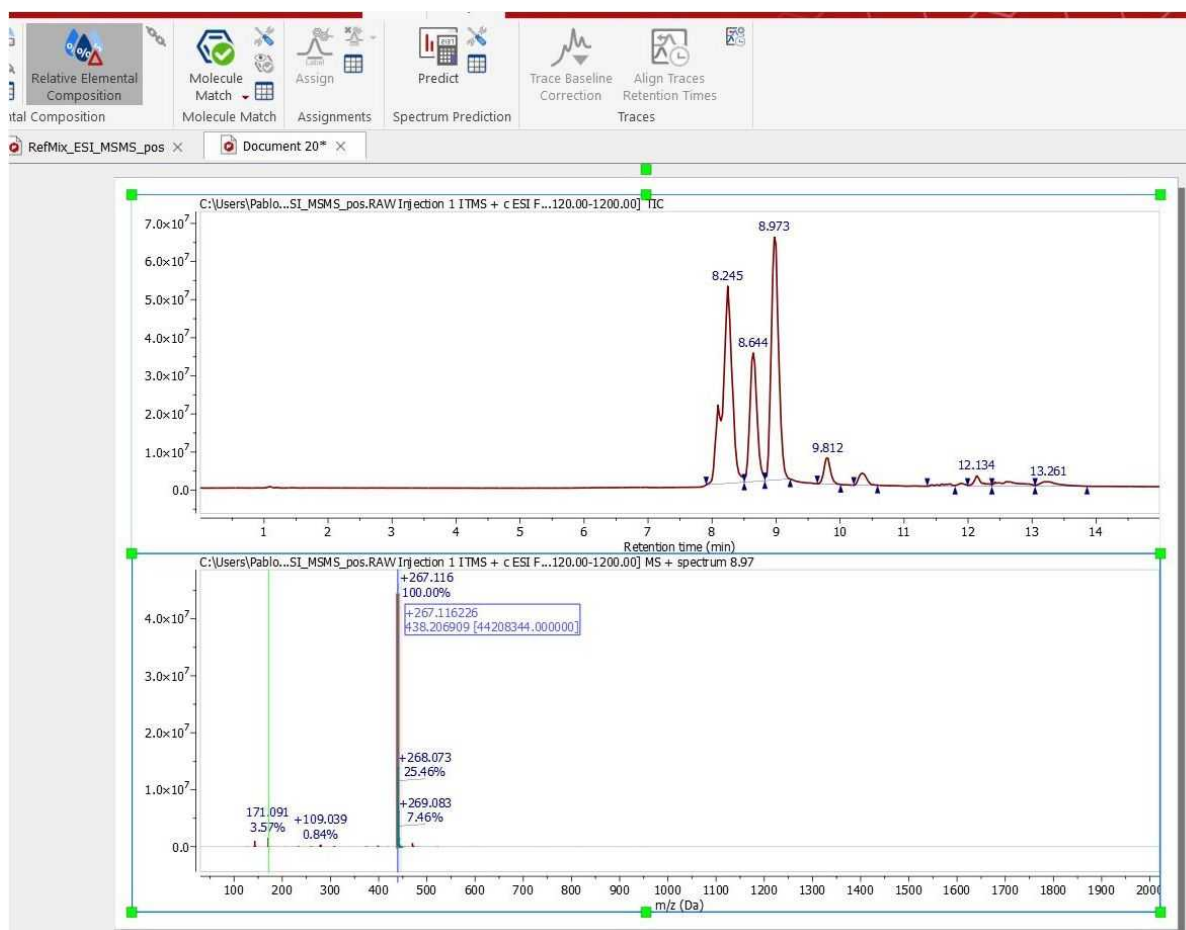 Relative Elemental
Composition
Molecule
Match
Assign
Predict
Trace Baseline
Correction
Align Traces
Retention Times
ntal Composition
Molecule Match
Assignments
Spectrum Prediction
Traces
RefMix_ESI_MSMS_pos ×
Document 20* ×
C:\Users\Pablo...SI_MSMS_pos.RAW Injection 1 ITMS + c ESI F...120.00-1200.00] TIC
7.0×10⁷
6.0×10⁷
5.0×10⁷
4.0×10⁷
3.0×10⁷
2.0×10⁷
1.0×10⁷
0.0
8.245
8.644
8.973
9.812
12.134
13.261
1 2 3 4 5 6 7 8 9 10 11 12 13 14
Retention time (min)
C:\Users\Pablo...SI_MSMS_pos.RAW Injection 1 ITMS + c ESI F...120.00-1200.00] MS + spectrum 8.97
+267.116
100.00%
+267.116226
438.206909 [44208344.000000]
4.0×10⁷
3.0×10⁷
2.0×10⁷
1.0×10⁷
0.0
+268.073
25.46%
+269.083
7.46%
171.091
3.57%
+109.039
0.84%
100 200 300 400 500 600 700 800 900 1000 1100 1200 1300 1400 1500 1600 1700 1800 1900 2000
m/z (Da)